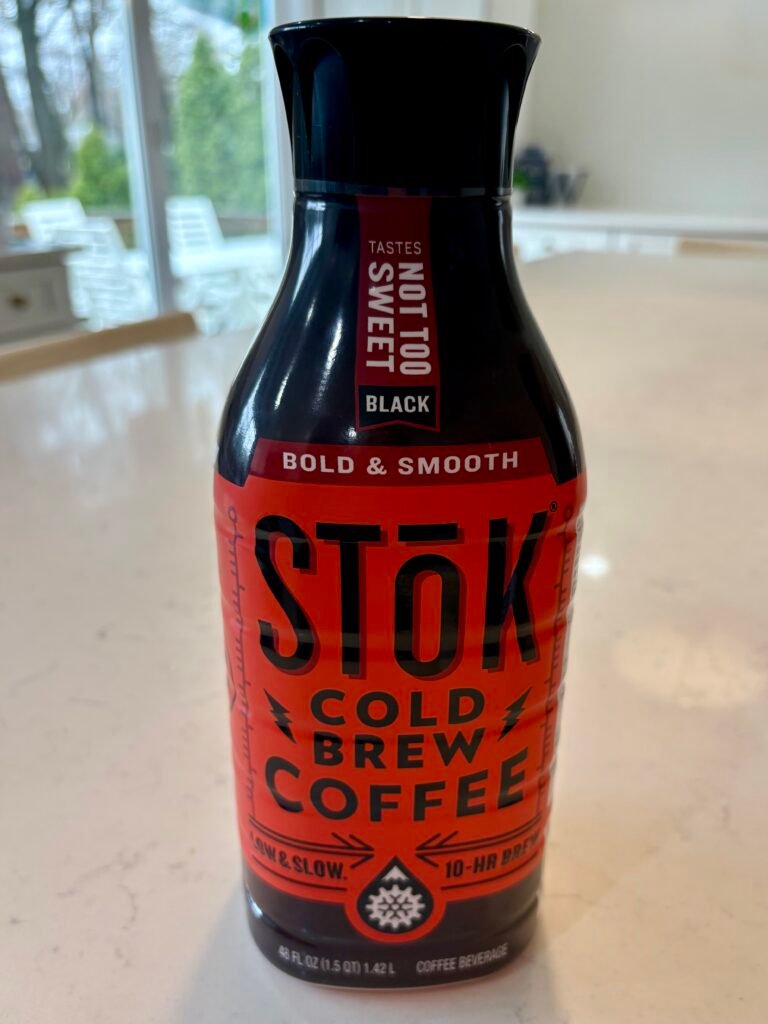 TASTES
NOT TOO
SWEET
BLACK
BOLD & SMOOTH
STōK®
COLD
BREW
COFFEE
LOW & SLOW.
10-HR BREW
48 FL OZ (1.5 QT) 1.42 L COFFEE BEVERAGE